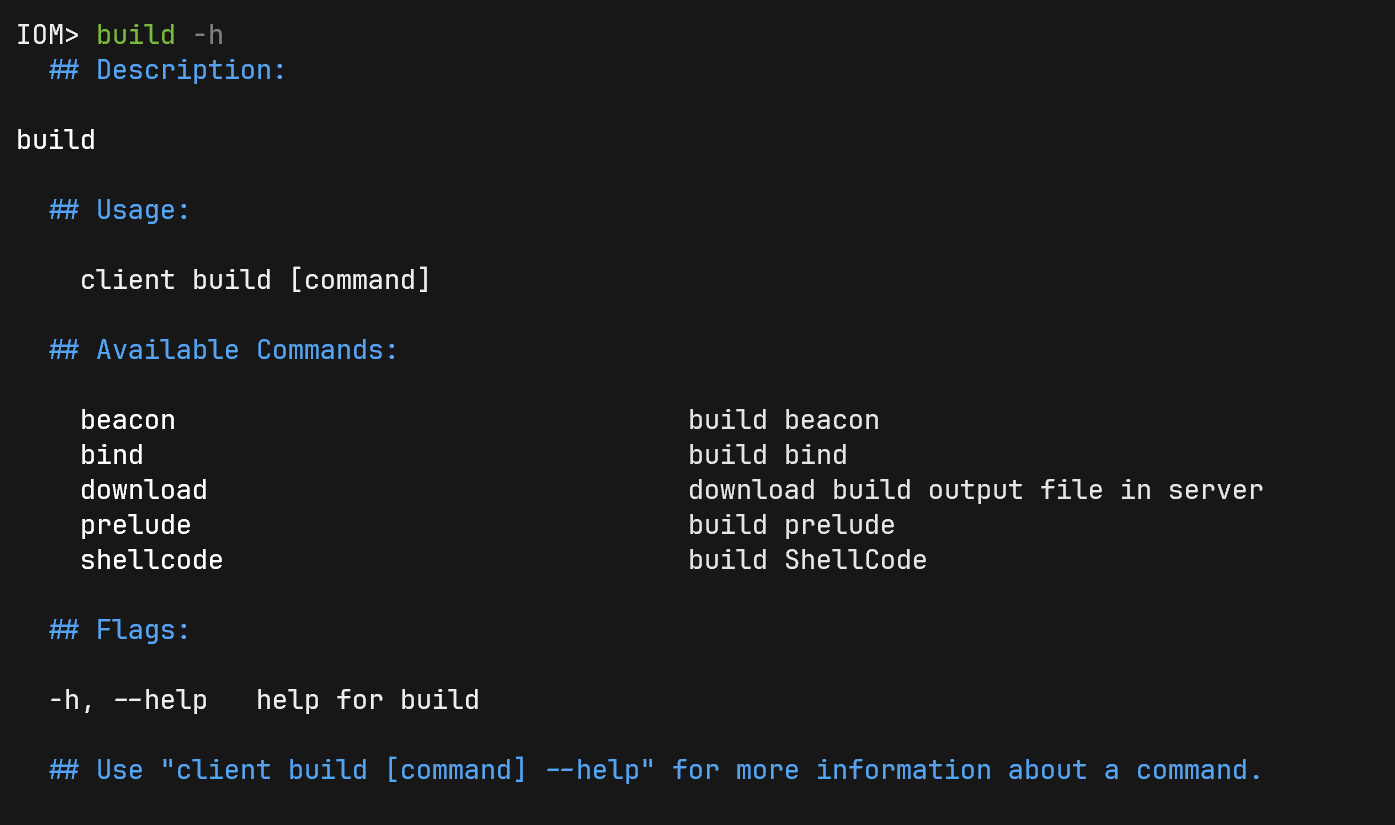 IOM> build -h
## Description:
build
## Usage:
client build [command]
## Available Commands:
beacon build beacon
bind build bind
download download build output file in server
prelude build prelude
shellcode build ShellCode
## Flags:
-h, --help help for build
## Use "client build [command] --help" for more information about a command.